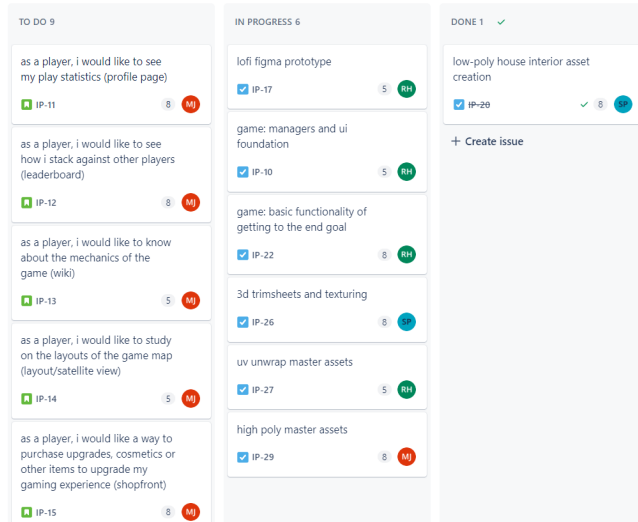 TO DO 9
as a player, i would like to see
my play statistics (profile page)
IP-11
8
MJ
as a player, i would like to see
how i stack against other players
(leaderboard)
IP-12
8
MJ
as a player, i would like to know
about the mechanics of the
game (wiki)
IP-13
5
MJ
as a player, i would like to study
on the layouts of the game map
(layout/satellite view)
IP-14
5
MJ
as a player, i would like a way to
purchase upgrades, cosmetics or
other items to upgrade my
gaming experience (shopfront)
IP-15
8
MJ
IN PROGRESS 6
lofi figma prototype
IP-17
5
RH
game: managers and ui
foundation
IP-10
5
RH
game: basic functionality of
getting to the end goal
IP-22
8
RH
3d trimsheets and texturing
IP-26
8
SP
uv unwrap master assets
IP-27
5
RH
high poly master assets
IP-29
8
MJ
DONE 1
low-poly house interior asset
creation
IP-20
8
SP
+ Create issue